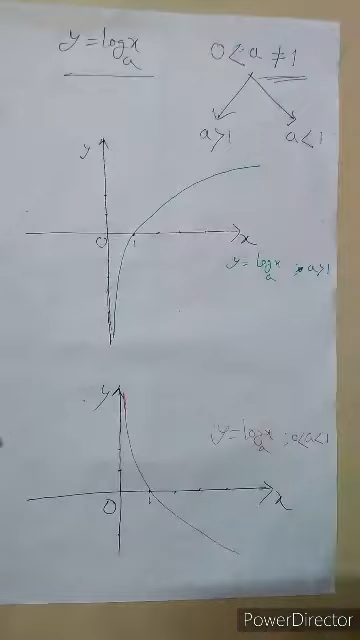 y = logₐx 0 < a ≠ 1
a>1 a<1
y
0 1 x
y = logₐx ; a>1
y
y = logₐx ; 0<a<1
0 1 x
PowerDirector